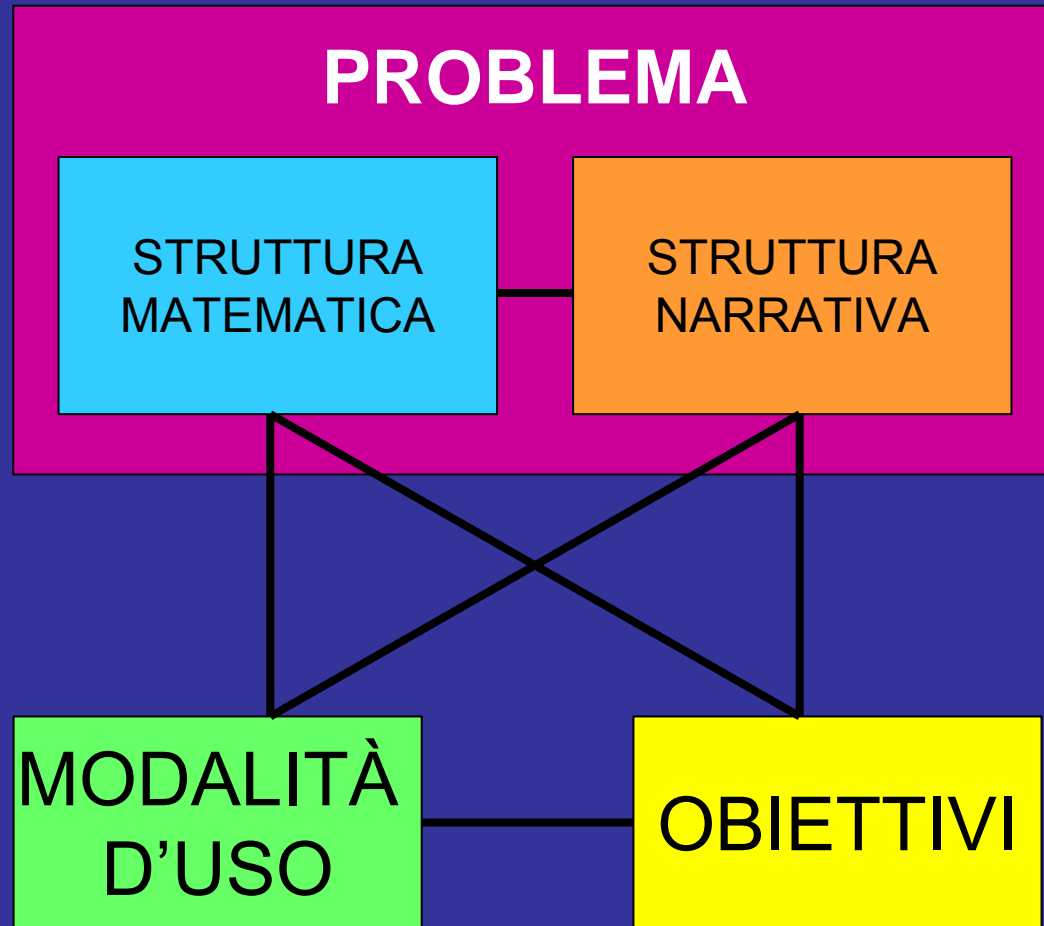 PROBLEMA
STRUTTURA
MATEMATICA
STRUTTURA
NARRATIVA
MODALITÀ
D’USO
OBIETTIVI